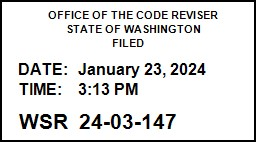 OFFICE OF THE CODE REVISER
STATE OF WASHINGTON
FILED
DATE: January 23, 2024
TIME: 3:13 PM
WSR 24-03-147